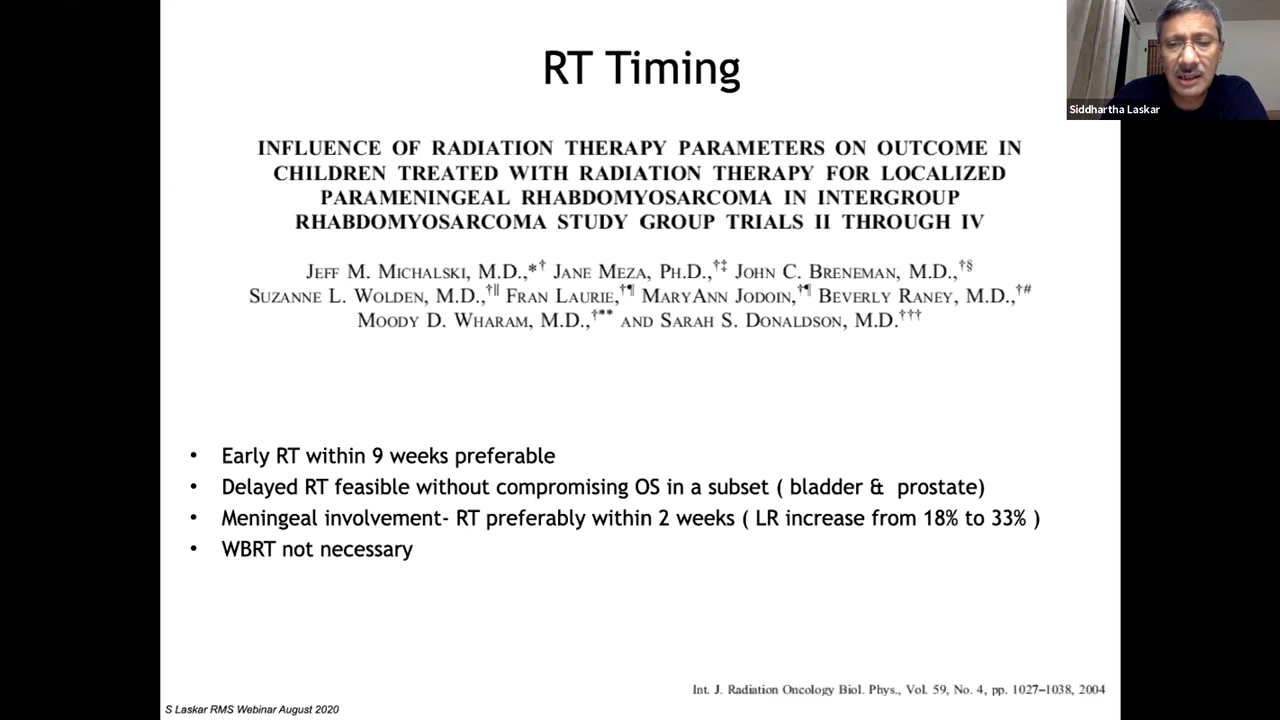 RT Timing
Siddhartha Laskar
INFLUENCE OF RADIATION THERAPY PARAMETERS ON OUTCOME IN
CHILDREN TREATED WITH RADIATION THERAPY FOR LOCALIZED
PARAMENINGEAL RHABDOMYOSARCOMA IN INTERGROUP
RHABDOMYOSARCOMA STUDY GROUP TRIALS II THROUGH IV
JEFF M. MICHALSKI, M.D.,*† JANE MEZA, PH.D.,†‡ JOHN C. BRENEMAN, M.D.,†§
SUZANNE L. WOLDEN, M.D.,†‖ FRAN LAURIE,†¶ MARYANN JODOIN,†¶ BEVERLY RANEY, M.D.,†#
MOODY D. WHARAM, M.D.,†** AND SARAH S. DONALDSON, M.D.†††
• Early RT within 9 weeks preferable
• Delayed RT feasible without compromising OS in a subset ( bladder & prostate)
• Meningeal involvement- RT preferably within 2 weeks ( LR increase from 18% to 33% )
• WBRT not necessary
Int. J. Radiation Oncology Biol. Phys., Vol. 59, No. 4, pp. 1027–1038, 2004
S Laskar RMS Webinar August 2020